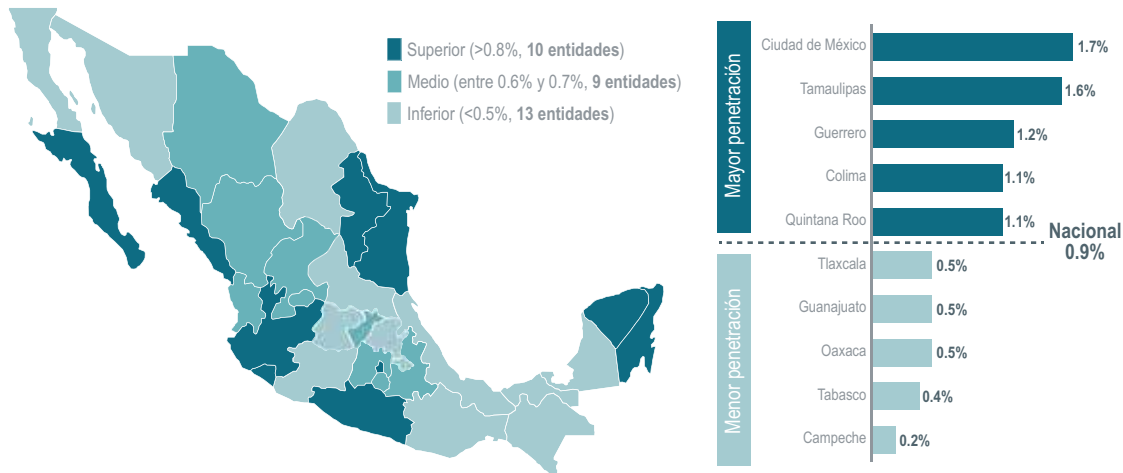 Superior (>0.8%, 10 entidades)
Medio (entre 0.6% y 0.7%, 9 entidades)
Inferior (<0.5%, 13 entidades)
Mayor penetración
Ciudad de México 1.7%
Tamaulipas 1.6%
Guerrero 1.2%
Colima 1.1%
Quintana Roo 1.1%
Nacional
0.9%
Menor penetración
Tlaxcala 0.5%
Guanajuato 0.5%
Oaxaca 0.5%
Tabasco 0.4%
Campeche 0.2%